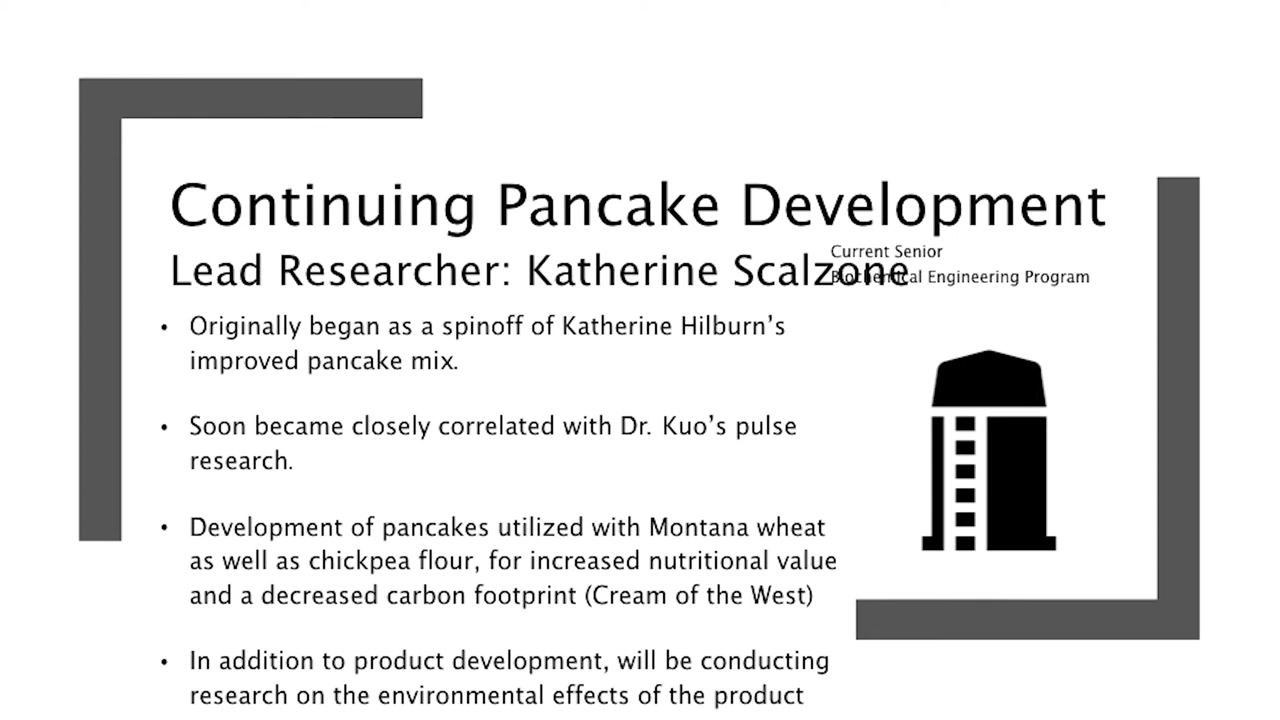 Continuing Pancake Development
Current Senior
Lead Researcher: Katherine Scalzone
Biochemical Engineering Program
• Originally began as a spinoff of Katherine Hilburn's
improved pancake mix.
• Soon became closely correlated with Dr. Kuo's pulse
research.
• Development of pancakes utilized with Montana wheat
as well as chickpea flour, for increased nutritional value
and a decreased carbon footprint (Cream of the West)
• In addition to product development, will be conducting
research on the environmental effects of the product